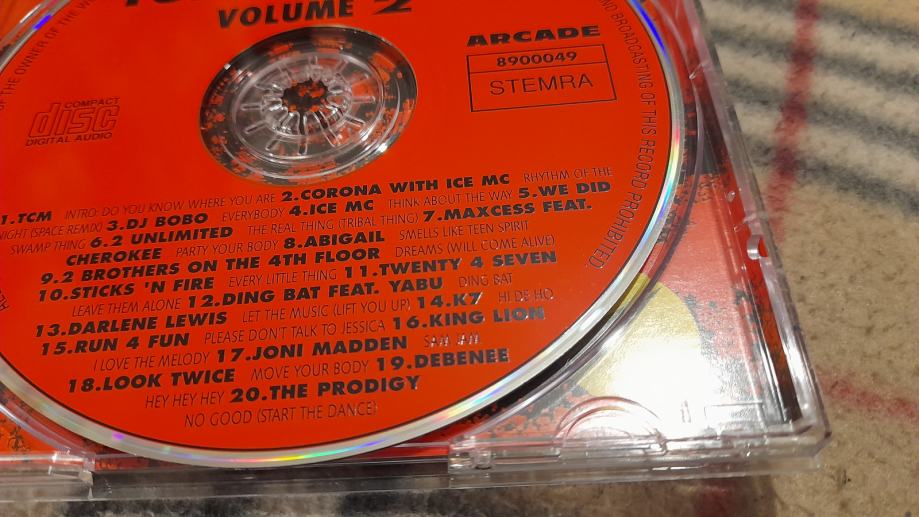 VOLUME 2
OF THE OWNER OF THE
ARCADE
8900049
STEMRA
COMPACT
disc
DIGITAL AUDIO
BROADCASTING OF THIS RECORD PROHIBITED.
1.TCM INTRO: DO YOU KNOW WHERE YOU ARE 2.CORONA WITH ICE MC RHYTHM OF THE
NIGHT (SPACE REMIX) 3.DJ BOBO EVERYBODY 4.ICE MC THINK ABOUT THE WAY 5.WE DID
SWAMP THING 6.2 UNLIMITED THE REAL THING (TRIBAL THING) 7.MAXCESS FEAT.
CHEROKEE PARTY YOUR BODY 8.ABIGAIL SMELLS LIKE TEEN SPIRIT
9.2 BROTHERS ON THE 4TH FLOOR DREAMS (WILL COME ALIVE)
10.STICKS 'N FIRE EVERY LITTLE THING 11.TWENTY 4 SEVEN
LEAVE THEM ALONE 12.DING BAT FEAT. YABU DING BAT
13.DARLENE LEWIS LET THE MUSIC (LIFT YOU UP) 14.K7 HI DE HO
15.RUN 4 FUN PLEASE DON'T TALK TO JESSICA 16.KING LION
I LOVE THE MELODY 17.JONI MADDEN
18.LOOK TWICE MOVE YOUR BODY 19.DEBENEE
HEY HEY HEY 20.THE PRODIGY
NO GOOD (START THE DANCE)